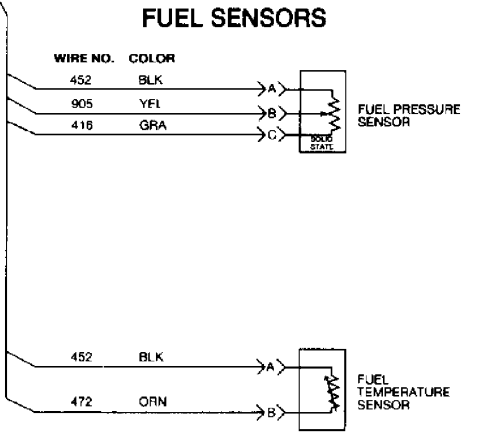 FUEL SENSORS
WIRE NO. COLOR
452 BLK A
905 YEL B
416 GRA C
SOLID
STATE
FUEL PRESSURE
SENSOR
452 BLK A
472 ORN B
FUEL
TEMPERATURE
SENSOR